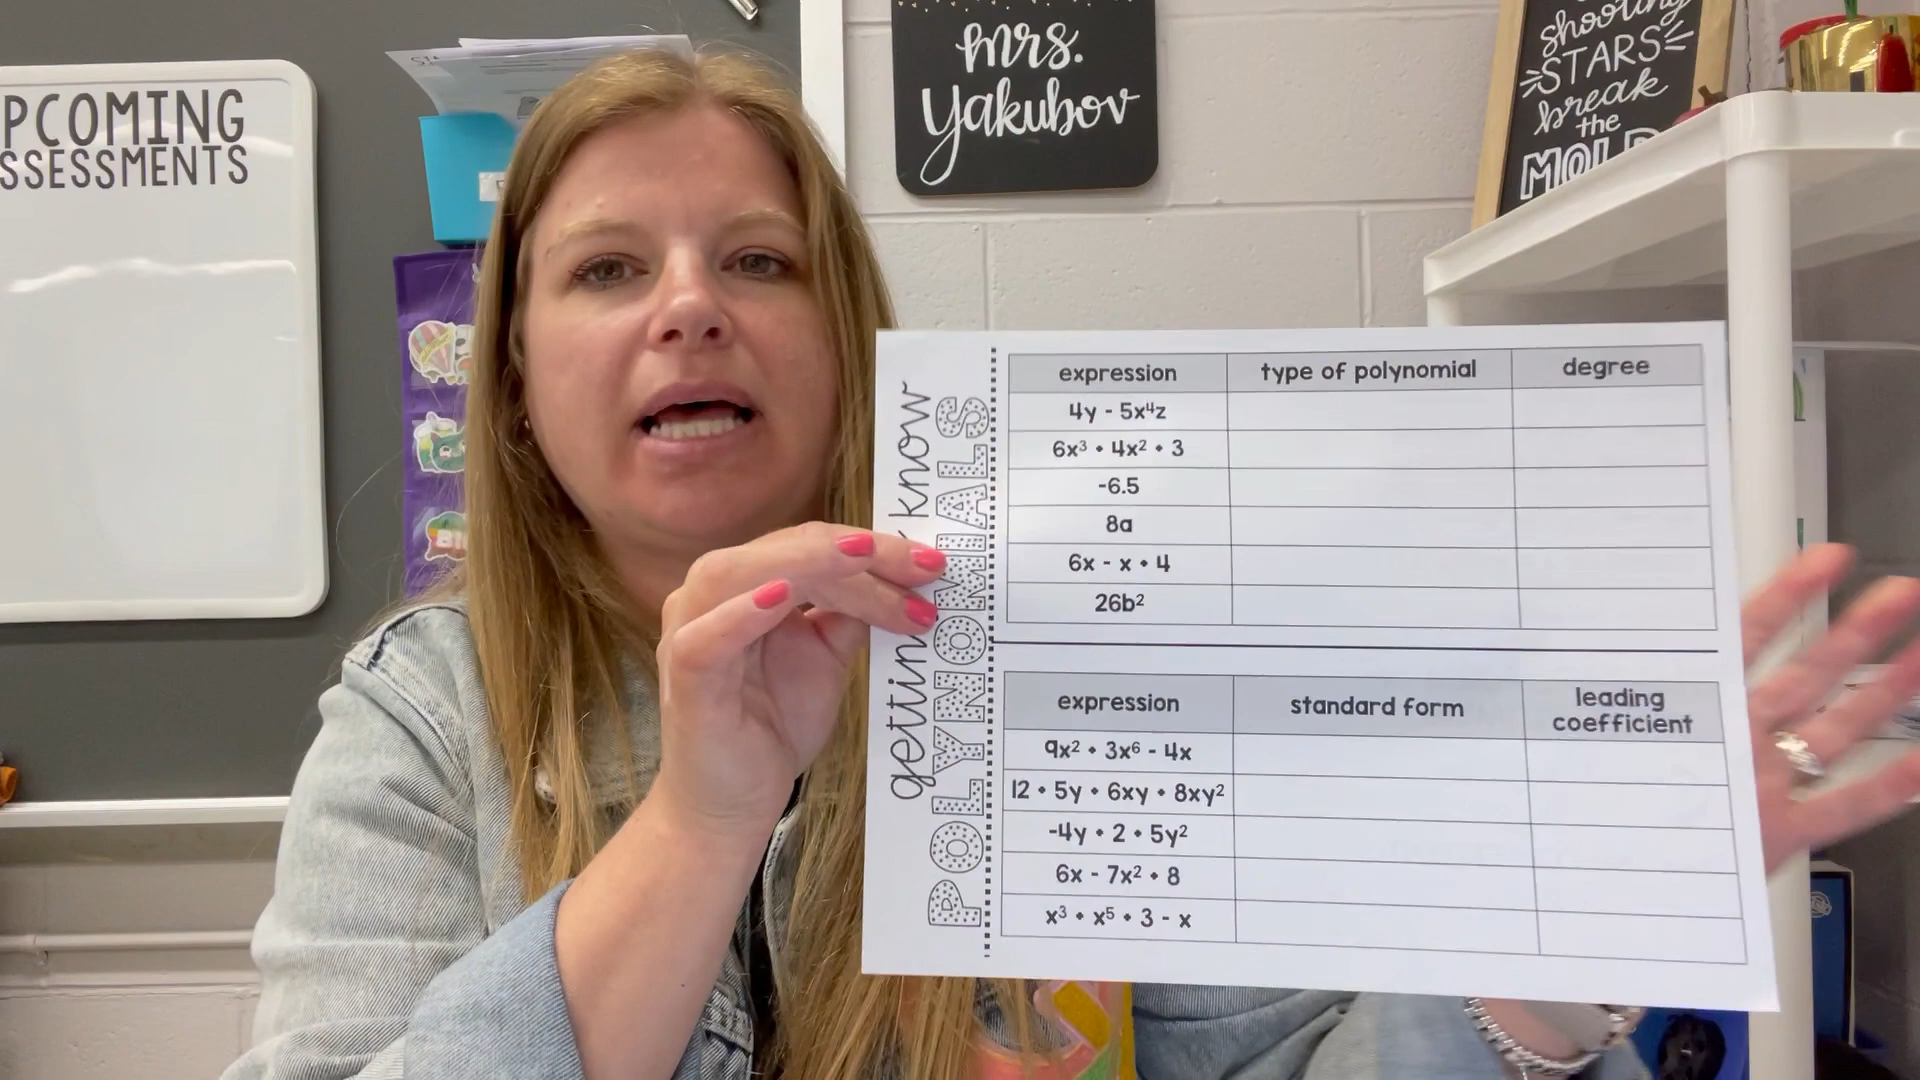 PCOMING
SSESSMENTS
mrs.
Yakubov
shooting
STARS
break
the
MOLD
getting know
POLYNOMIALS
expression type of polynomial degree
4y - 5x⁴z
6x³ + 4x² + 3
-6.5
8a
6x - x + 4
26b²
expression standard form leading coefficient
9x² + 3x⁶ - 4x
12 + 5y + 6xy + 8xy²
-4y + 2 + 5y²
6x - 7x² + 8
x³ + x⁵ + 3 - x